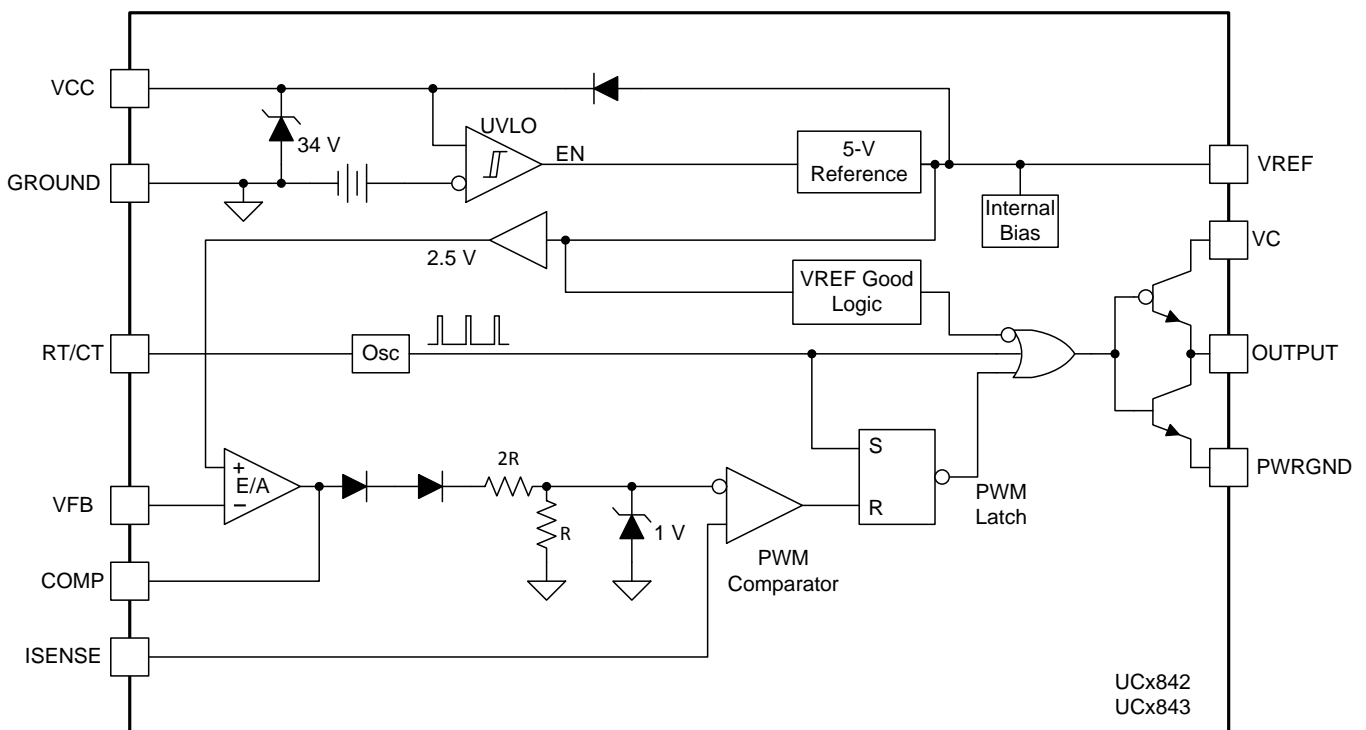 VCC
UVLO
34 V
EN
5-V
Reference
VREF
GROUND
Internal
Bias
VC
2.5 V
VREF Good
Logic
RT/CT
Osc
OUTPUT
S
2R
+
E/A
−
PWRGND
VFB
R
PWM
Latch
R
1 V
COMP
PWM
Comparator
ISENSE
UCx842
UCx843